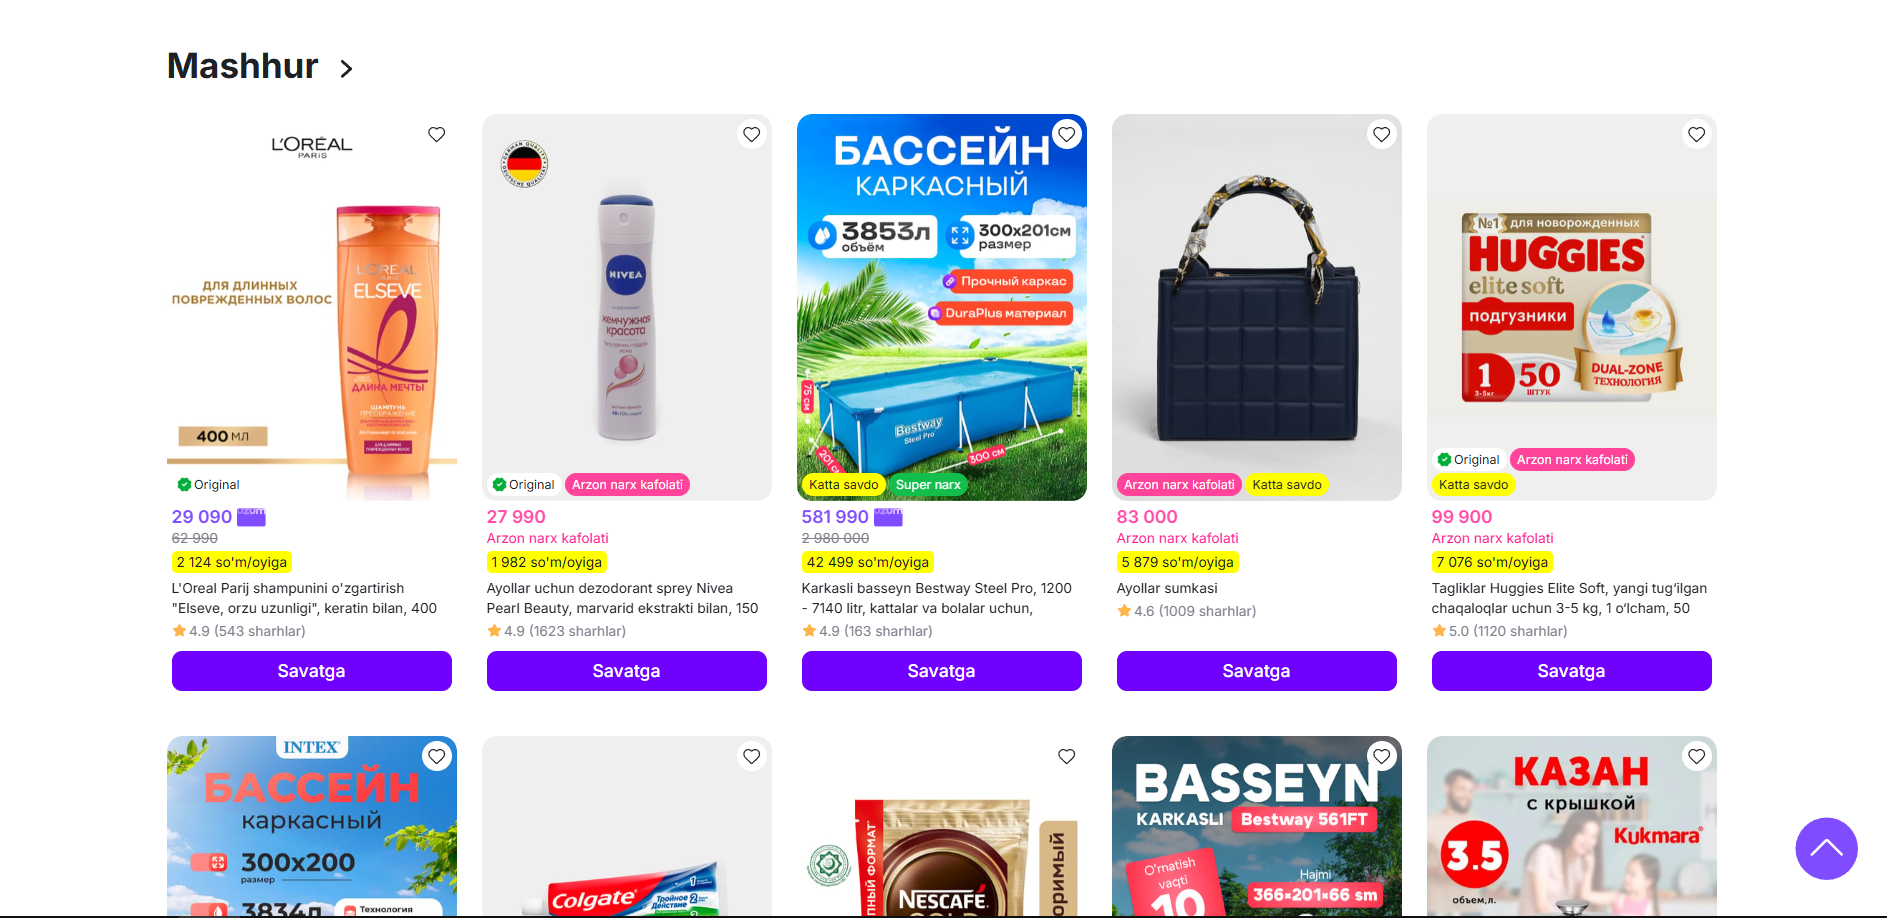 Mashhur
L'ORÉAL
PARIS
ДЛЯ ДЛИННЫХ
ПОВРЕЖДЕННЫХ ВОЛОС
L'ORÉAL
PARIS
ELSEVE
ДЛИНА МЕЧТЫ
ШАМПУНЬ
ПРЕОБРАЖЕНИЕ
400 МЛ
Original
29 090
62 990
2 124 so'm/oyiga
L'Oreal Parij shampunini o'zgartirish
"Elseve, orzu uzunligi", keratin bilan, 400
4.9 (543 sharhlar)
Savatga
GERMAN QUALITY
DEUTSCHE QUALITÄT
NIVEA
жемчужная
красота
Original
Arzon narx kafolati
27 990
Arzon narx kafolati
1 982 so'm/oyiga
Ayollar uchun dezodorant sprey Nivea
Pearl Beauty, marvarid ekstrakti bilan, 150
4.9 (1623 sharhlar)
Savatga
БАССЕЙН
КАРКАСНЫЙ
3853л
объём
300x201см
размер
Прочный каркас
DuraPlus материал
75 см
Bestway
Steel Pro
201 см
300 см
Katta savdo
Super narx
581 990
2 980 000
42 499 so'm/oyiga
Karkasli basseyn Bestway Steel Pro, 1200
- 7140 litr, kattalar va bolalar uchun,
4.9 (163 sharhlar)
Savatga
Arzon narx kafolati
Katta savdo
83 000
Arzon narx kafolati
5 879 so'm/oyiga
Ayollar sumkasi
4.6 (1009 sharhlar)
Savatga
№1 для новорожденных
HUGGIES
elite soft
подгузники
1
3-5кг
50
ШТУК
DUAL-ZONE
ТЕХНОЛОГИЯ
Original
Arzon narx kafolati
Katta savdo
99 900
Arzon narx kafolati
7 076 so'm/oyiga
Tagliklar Huggies Elite Soft, yangi tug‘ilgan
chaqaloqlar uchun 3-5 kg, 1 o‘lcham, 50
5.0 (1120 sharhlar)
Savatga
INTEX
БАССЕЙН
каркасный
300x200
размер
3834л
Технология
Colgate
Тройное
NESCAFÉ
GOLD
BASSEYN
KARKASLI
Bestway 561FT
O'rnatish
vaqti
10
Hajmi
366×201×66 sm
КАЗАН
с крышкой
Kukmara
3.5
объем,л.